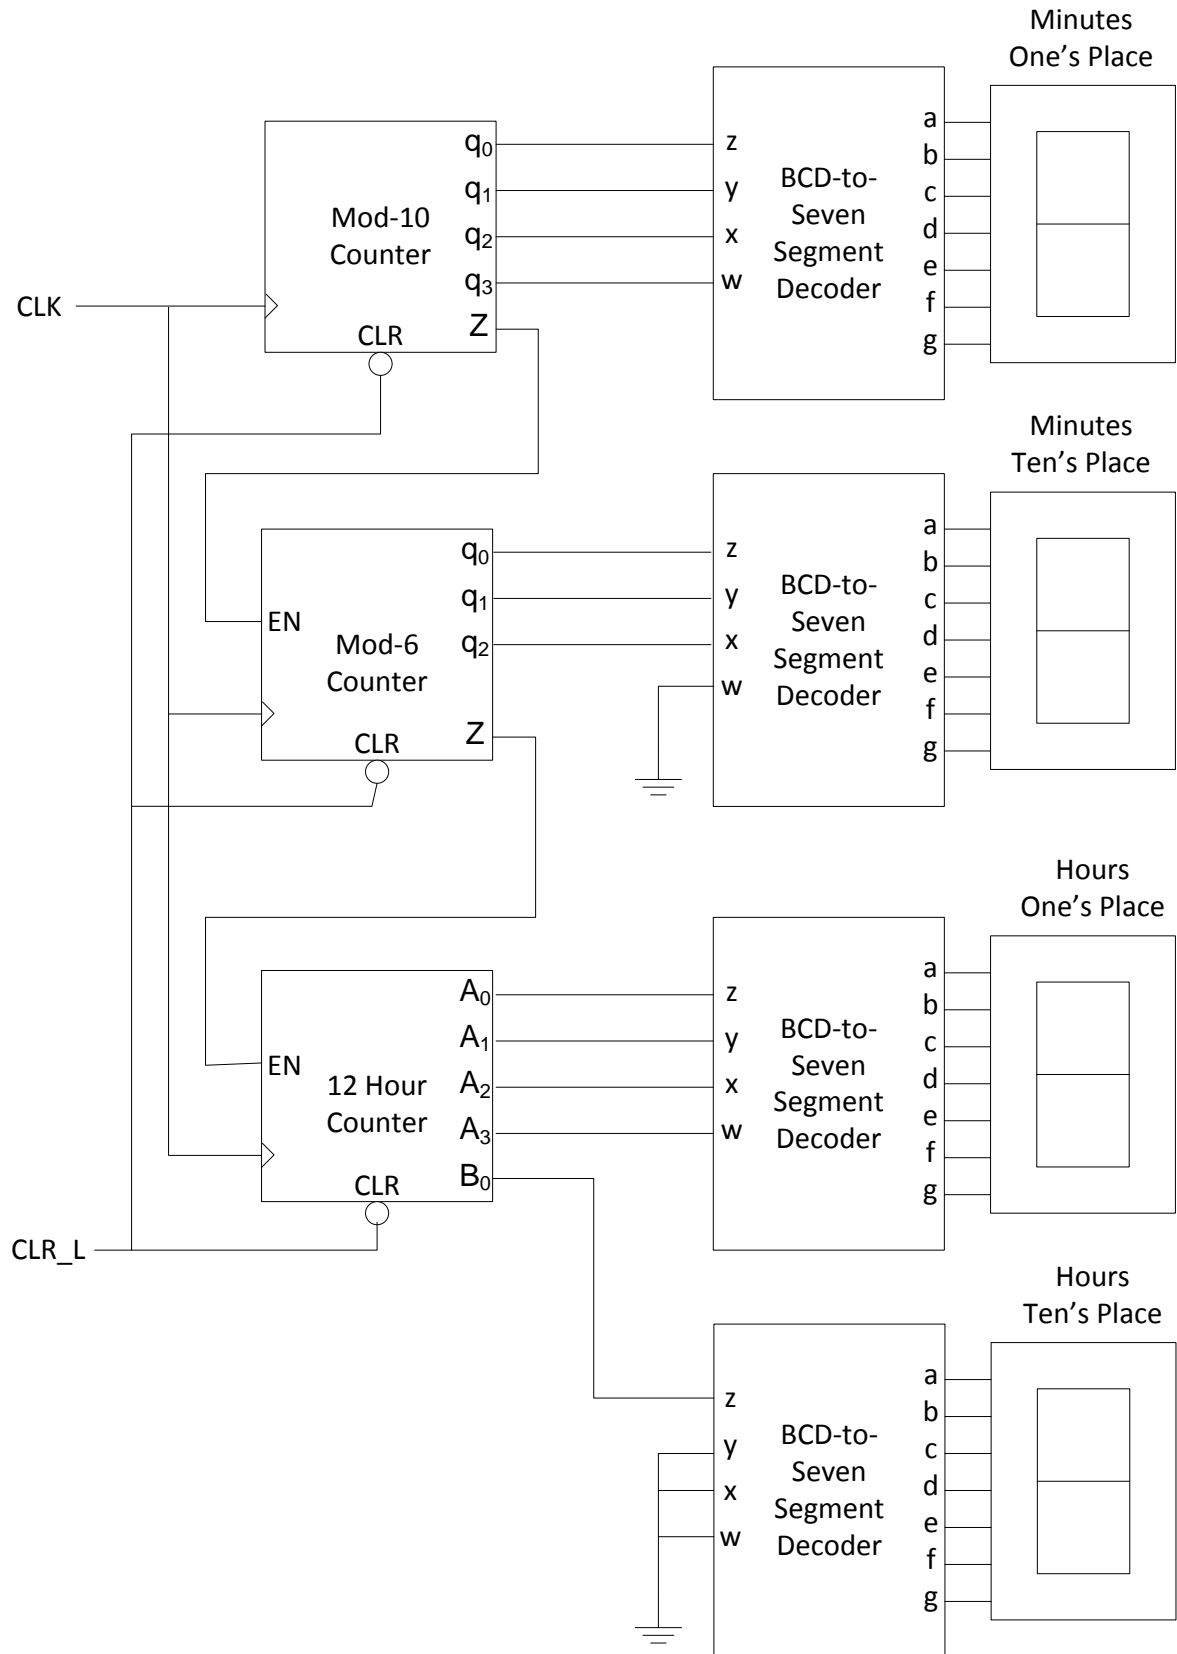 Minutes
One's Place
q0
q1
q2
q3
Z
Mod-10
Counter
CLR
CLK
z
y
x
w
BCD-to-
Seven
Segment
Decoder
a
b
c
d
e
f
g
Minutes
Ten's Place
EN
q0
q1
q2
Z
Mod-6
Counter
CLR
z
y
x
w
BCD-to-
Seven
Segment
Decoder
a
b
c
d
e
f
g
Hours
One's Place
EN
A0
A1
A2
A3
B0
12 Hour
Counter
CLR
CLR_L
z
y
x
w
BCD-to-
Seven
Segment
Decoder
a
b
c
d
e
f
g
Hours
Ten's Place
z
y
x
w
BCD-to-
Seven
Segment
Decoder
a
b
c
d
e
f
g